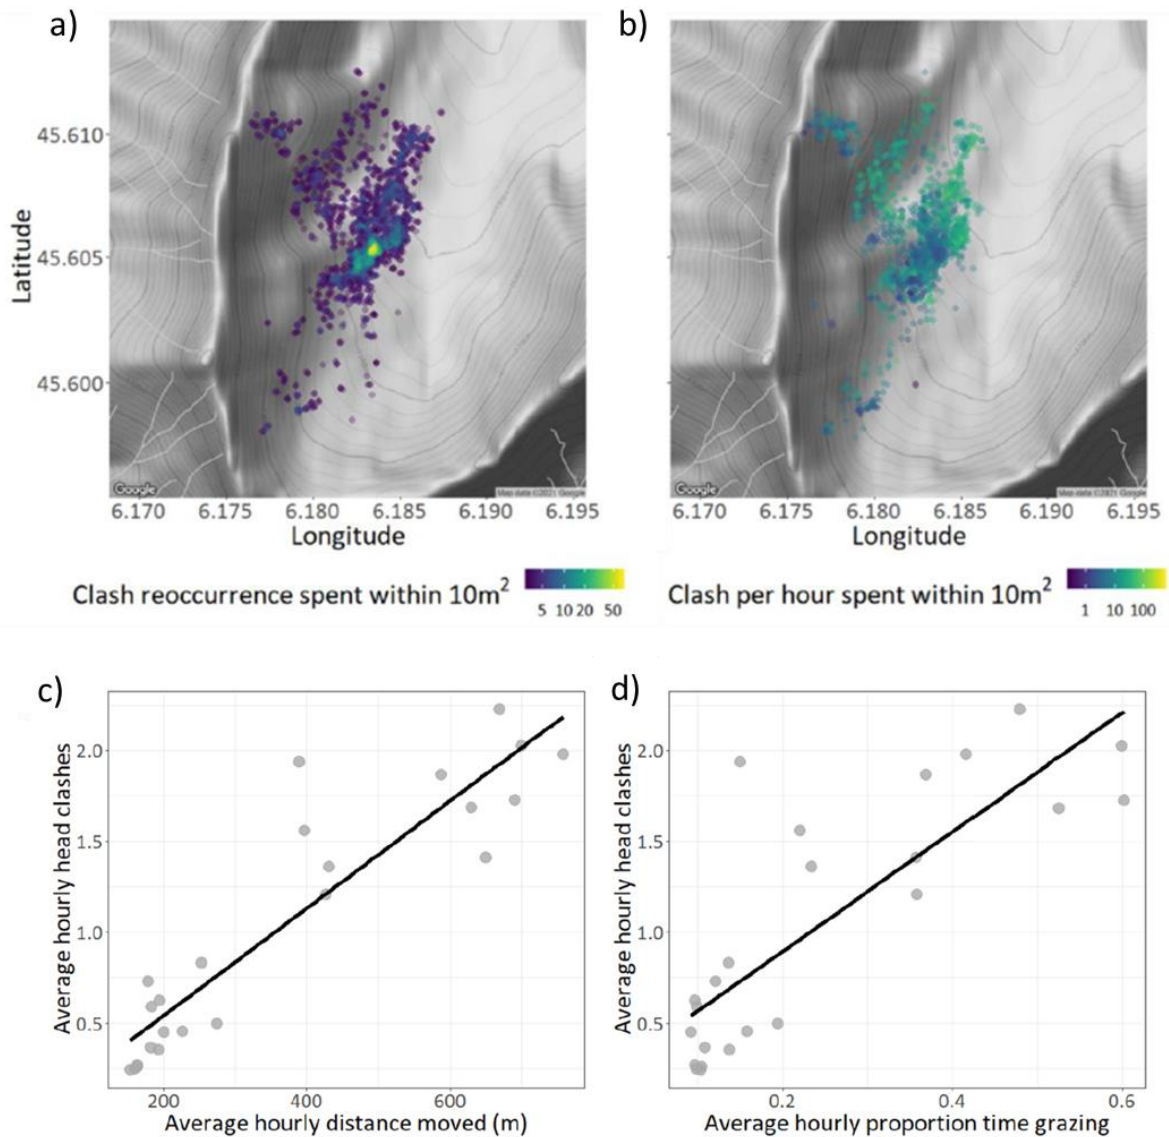 a)
b)
45.610
45.605
45.600
Latitude
Google
Map data ©2021 Google
Google
Map data ©2021 Google
6.170 6.175 6.180 6.185 6.190 6.195
6.170 6.175 6.180 6.185 6.190 6.195
Longitude
Longitude
Clash reoccurrence spent within 10m²
5 10 20 50
Clash per hour spent within 10m²
1 10 100
c)
d)
Average hourly head clashes
2.0
1.5
1.0
0.5
200 400 600
Average hourly distance moved (m)
Average hourly head clashes
2.0
1.5
1.0
0.5
0.2 0.4 0.6
Average hourly proportion time grazing